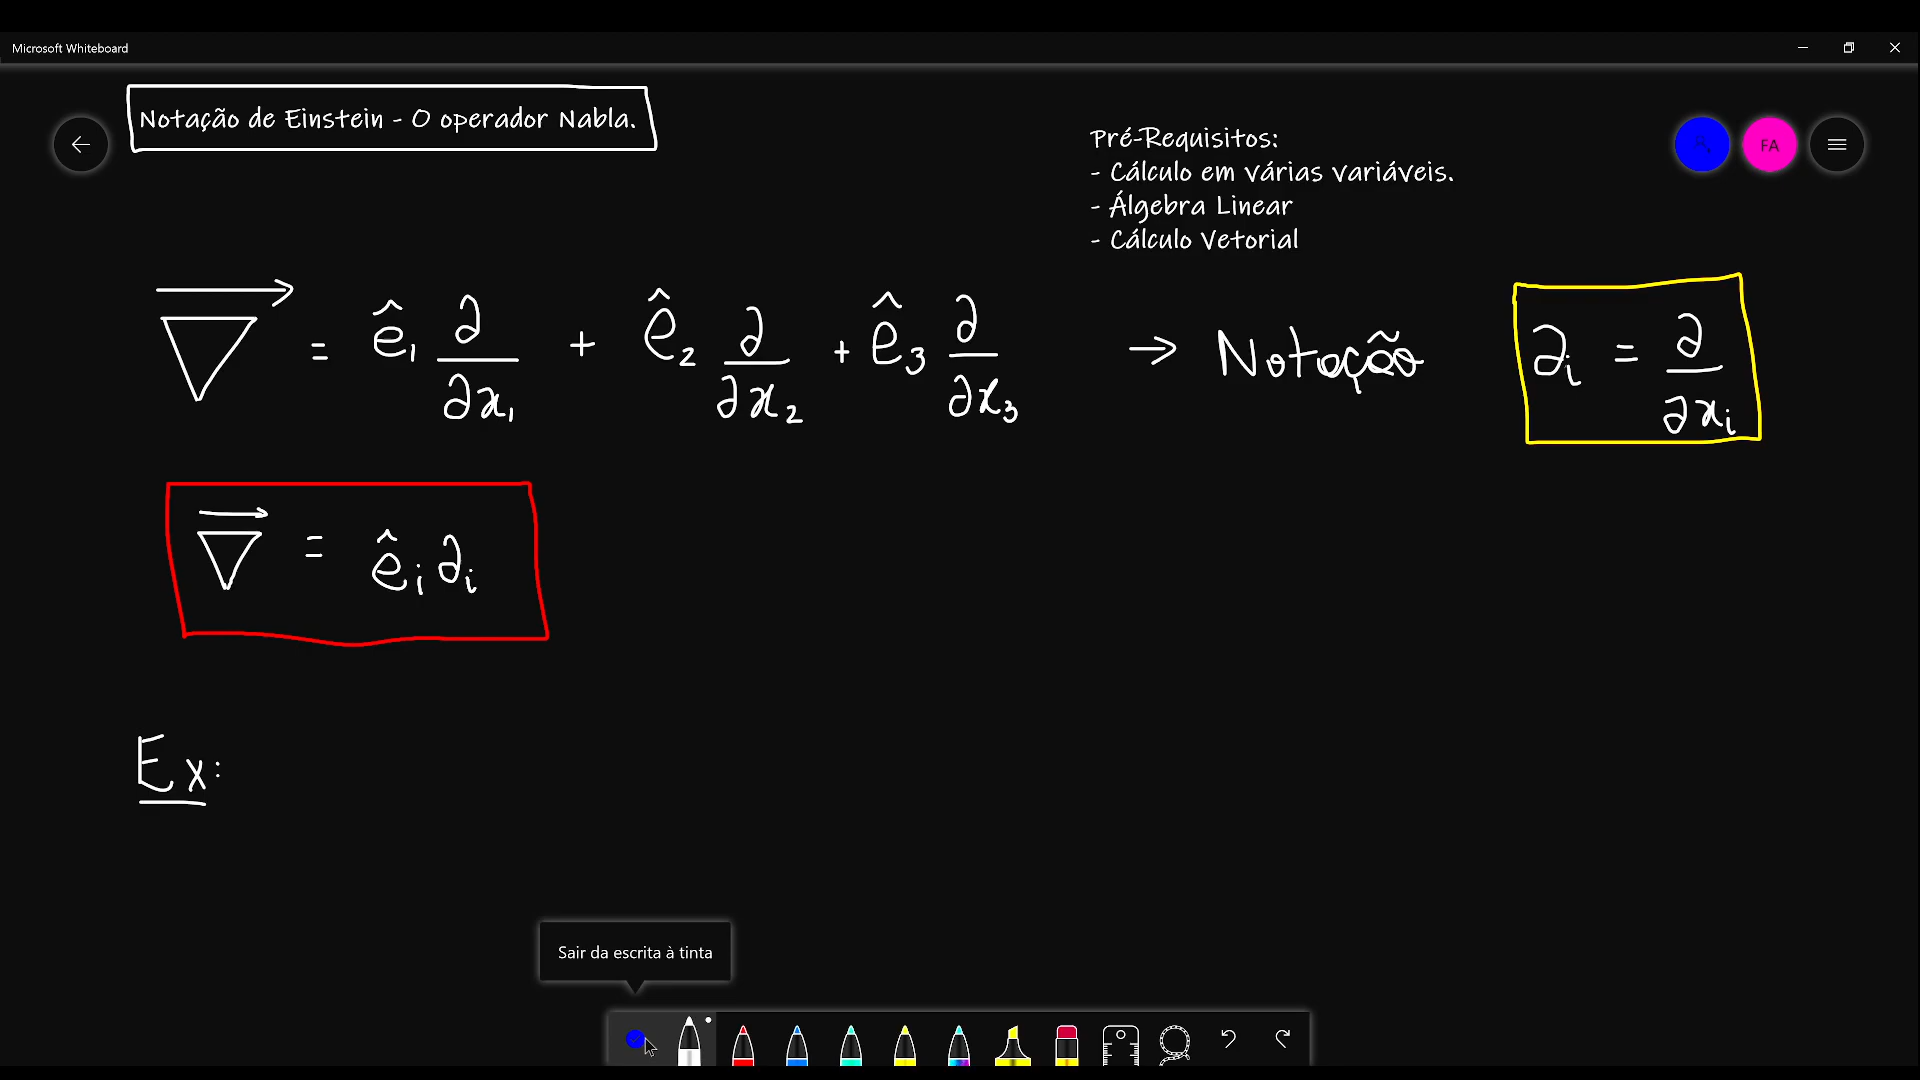 Microsoft Whiteboard
Notação de Einstein - O operador Nabla.
Pré-Requisitos:
- Cálculo em várias variáveis.
- Álgebra Linear
- Cálculo Vetorial
FA
∇⃗ = ê₁ ∂/∂x₁ + ê₂ ∂/∂x₂ + ê₃ ∂/∂x₃ → Notação ∂ᵢ = ∂/∂xᵢ
∇⃗ = êᵢ ∂ᵢ
Ex:
Sair da escrita à tinta